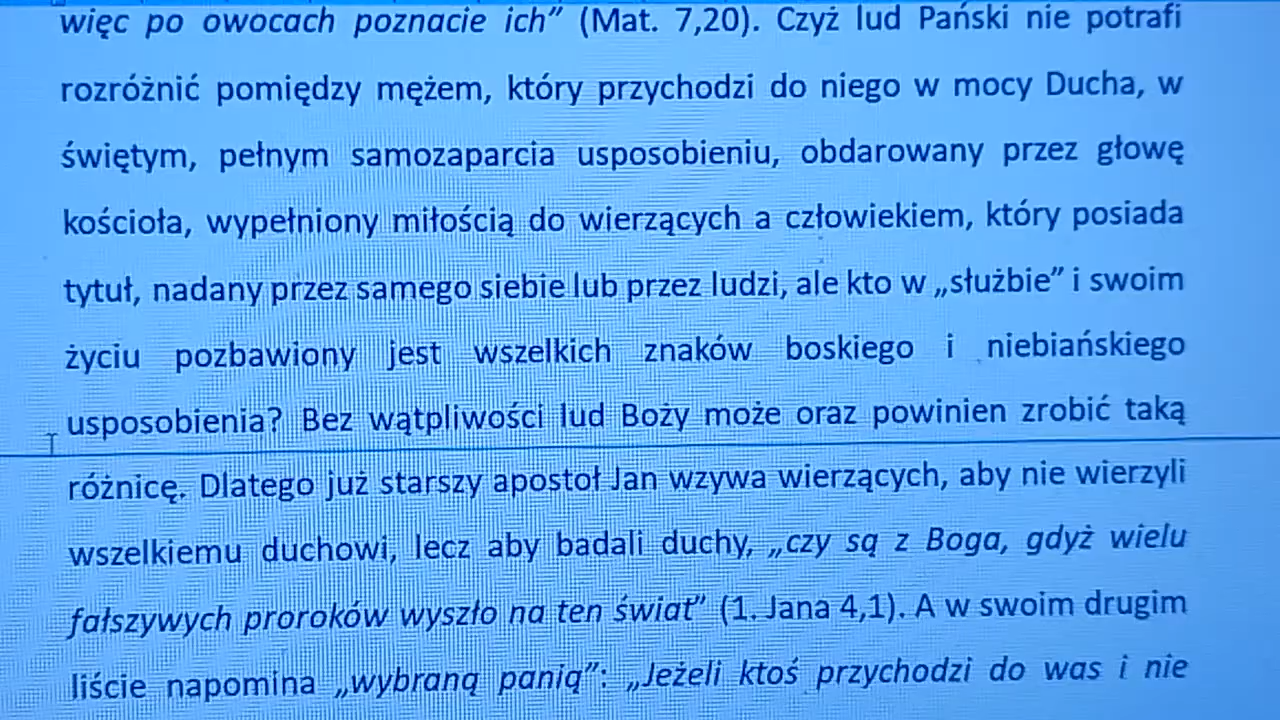 więc po owocach poznacie ich” (Mat. 7,20). Czyż lud Pański nie potrafi
rozróżnić pomiędzy mężem, który przychodzi do niego w mocy Ducha, w
świętym, pełnym samozaparcia usposobieniu, obdarowany przez głowę
kościoła, wypełniony miłością do wierzących a człowiekiem, który posiada
tytuł, nadany przez samego siebie lub przez ludzi, ale kto w „służbie” i swoim
życiu pozbawiony jest wszelkich znaków boskiego i niebiańskiego
usposobienia? Bez wątpliwości lud Boży może oraz powinien zrobić taką
różnicę. Dlatego już starszy apostoł Jan wzywa wierzących, aby nie wierzyli
wszelkiemu duchowi, lecz aby badali duchy, „czy są z Boga, gdyż wielu
fałszywych proroków wyszło na ten świat” (1. Jana 4,1). A w swoim drugim
liście napomina „wybraną panią”: „Jeżeli ktoś przychodzi do was i nie